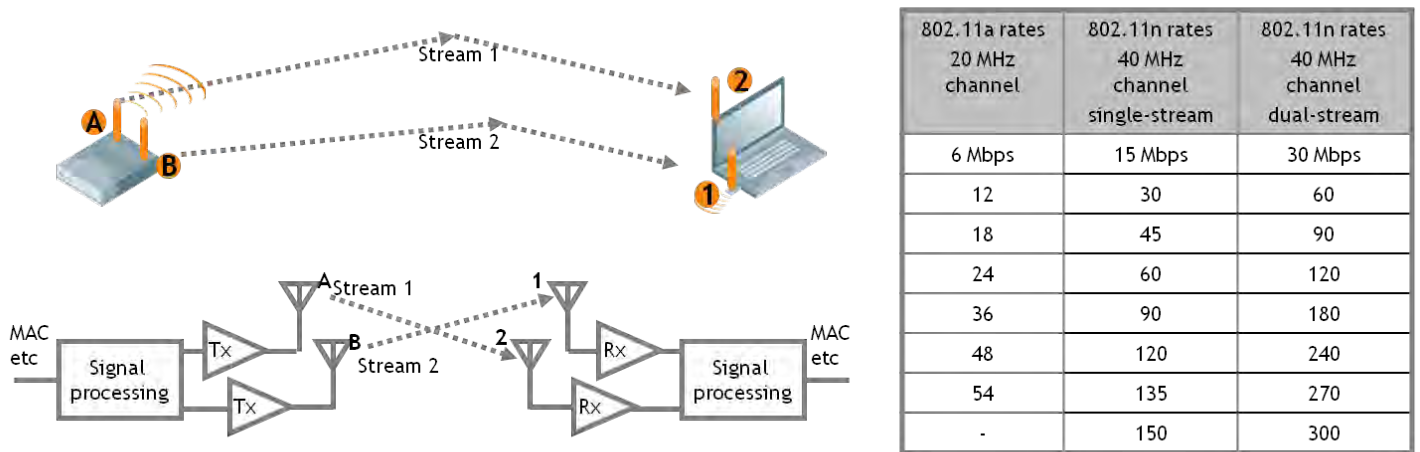 Stream 1
A
2
Stream 2
B
1
A
Stream 1
1
MAC
etc
Tx
B
Stream 2
2
Rx
MAC
etc
Signal
processing
Tx
Rx
Signal
processing
802.11a rates
20 MHz
channel
802.11n rates
40 MHz
channel
single-stream
802.11n rates
40 MHz
channel
dual-stream
6 Mbps 15 Mbps 30 Mbps
12 30 60
18 45 90
24 60 120
36 90 180
48 120 240
54 135 270
- 150 300